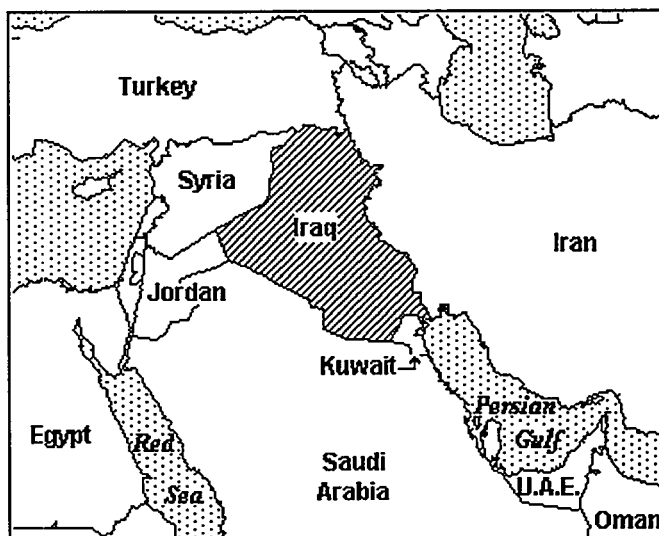 Turkey
Syria
Iraq
Iran
Jordan
Kuwait
Egypt
Red
Sea
Saudi
Arabia
Persian
Gulf
U.A.E.
Oman